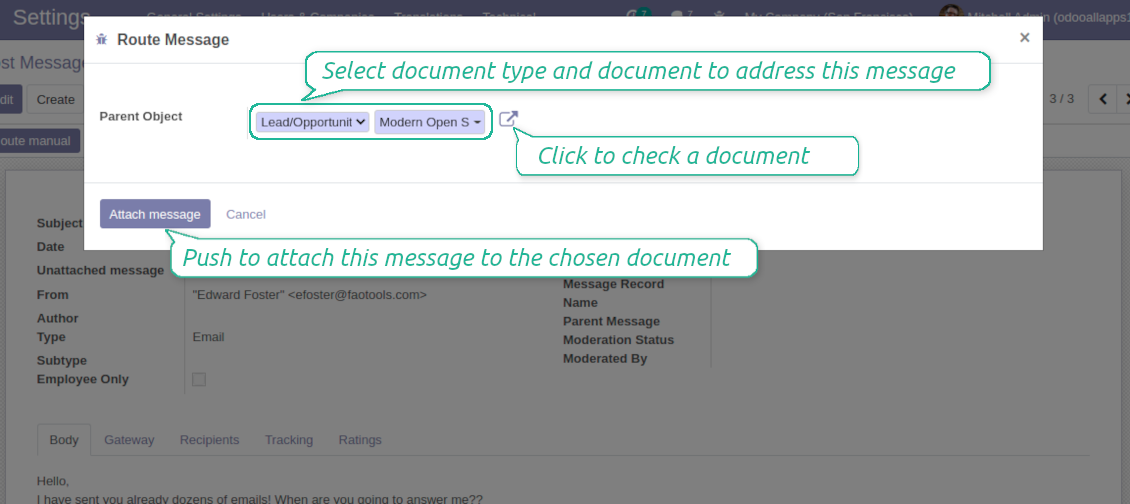 Settings General Settings Users & Companies Translations Technical 7 7 My Company (San Francisco) Mitchell Admin (odooallapps1
Route Message ×
st Messag
Select document type and document to address this message
dit Create 3 / 3
Parent Object Lead/Opportunit Modern Open S
oute manual
Click to check a document
Attach message Cancel
Subject
Date
Push to attach this message to the chosen document
Unattached message
Message Record
From "Edward Foster" <efoster@faotools.com>
Name
Author
Parent Message
Type Email
Moderation Status
Subtype
Moderated By
Employee Only
Body Gateway Recipients Tracking Ratings
Hello,
I have sent you already dozens of emails! When are you going to answer me??